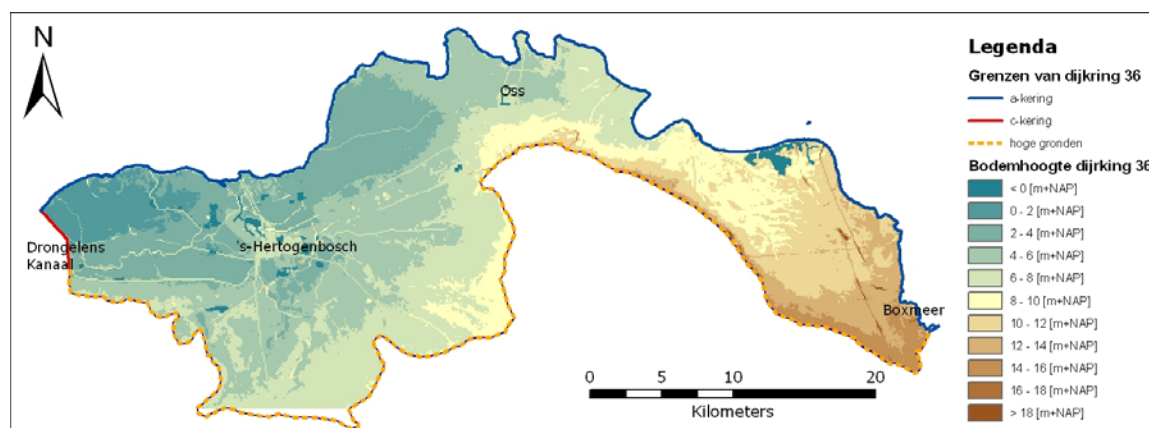 N
Oss
Drongelens
Kanaal
's-Hertogenbosch
Boxmeer
0 5 10 20
Kilometers
Legenda
Grenzen van dijkring 36
a-kering
c-kering
hoge gronden
Bodemhoogte dijrking 36
< 0 [m+NAP]
0 - 2 [m+NAP]
2 - 4 [m+NAP]
4 - 6 [m+NAP]
6 - 8 [m+NAP]
8 - 10 [m+NAP]
10 - 12 [m+NAP]
12 - 14 [m+NAP]
14 - 16 [m+NAP]
16 - 18 [m+NAP]
> 18 [m+NAP]